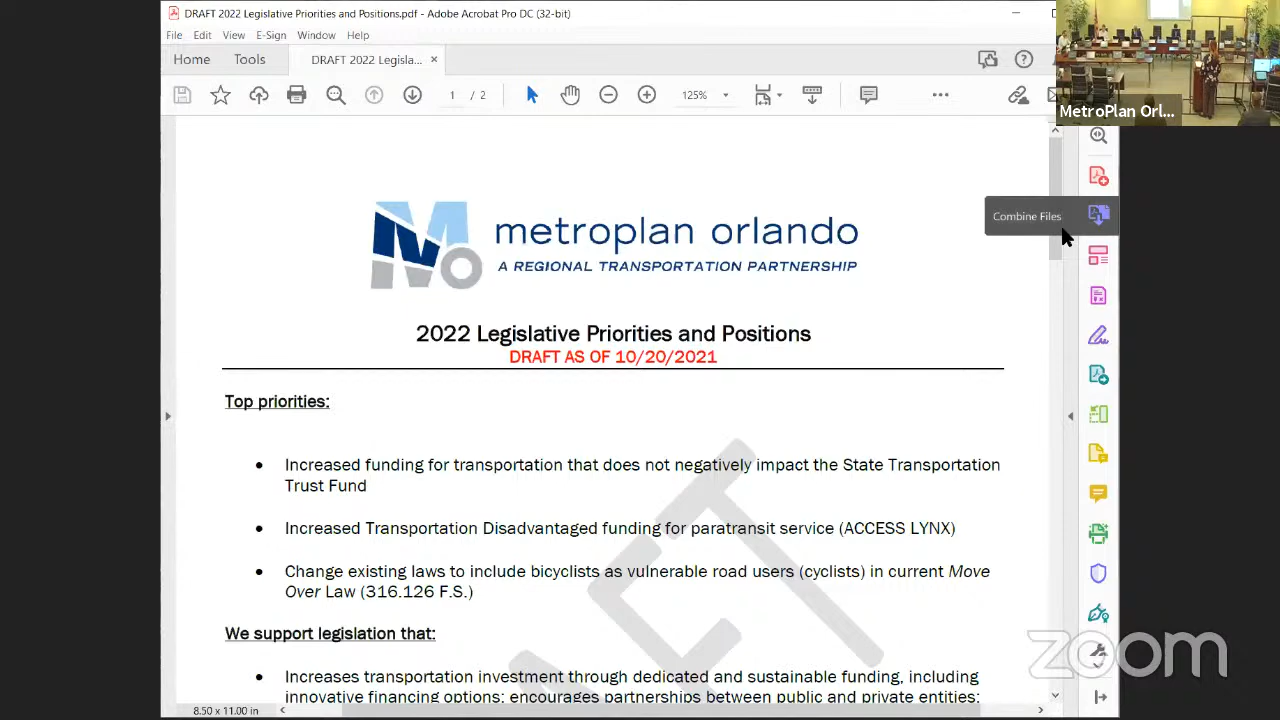 DRAFT 2022 Legislative Priorities and Positions.pdf - Adobe Acrobat Pro DC (32-bit)
File Edit View E-Sign Window Help
Home Tools DRAFT 2022 Legisla... ×
1 / 2 125%
MetroPlan Orl...
Combine Files
metroplan orlando
A REGIONAL TRANSPORTATION PARTNERSHIP
2022 Legislative Priorities and Positions
DRAFT AS OF 10/20/2021
Top priorities:
• Increased funding for transportation that does not negatively impact the State Transportation
Trust Fund
• Increased Transportation Disadvantaged funding for paratransit service (ACCESS LYNX)
• Change existing laws to include bicyclists as vulnerable road users (cyclists) in current Move
Over Law (316.126 F.S.)
We support legislation that:
• Increases transportation investment through dedicated and sustainable funding, including
innovative financing options; encourages partnerships between public and private entities;
8.50 x 11.00 in
zoom